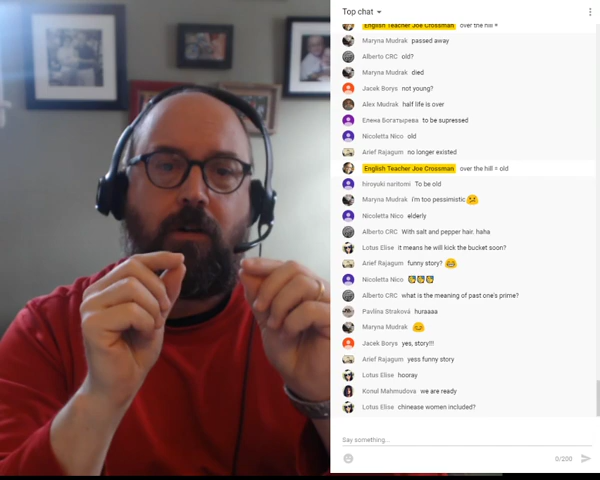 Top chat
English Teacher Joe Crossman over the hill =
Maryna Mudrak passed away
Alberto CRC old?
Maryna Mudrak died
Jacek Borys not young?
Alex Mudrak half life is over
Елена Богатырева to be supressed
Nicoletta Nico old
Arief Rajagum no longer existed
English Teacher Joe Crossman over the hill = old
hiroyuki naritomi To be old
Maryna Mudrak i'm too pessimistic
Nicoletta Nico elderly
Alberto CRC With salt and pepper hair. haha
Lotus Elise it means he will kick the bucket soon?
Arief Rajagum funny story?
Nicoletta Nico
Alberto CRC what is the meaning of past one's prime?
Pavlína Straková huraaaa
Maryna Mudrak
Jacek Borys yes, story!!!
Arief Rajagum yess funny story
Lotus Elise hooray
Konul Mahmudova we are ready
Lotus Elise chinease women included?
Say something...
0/200